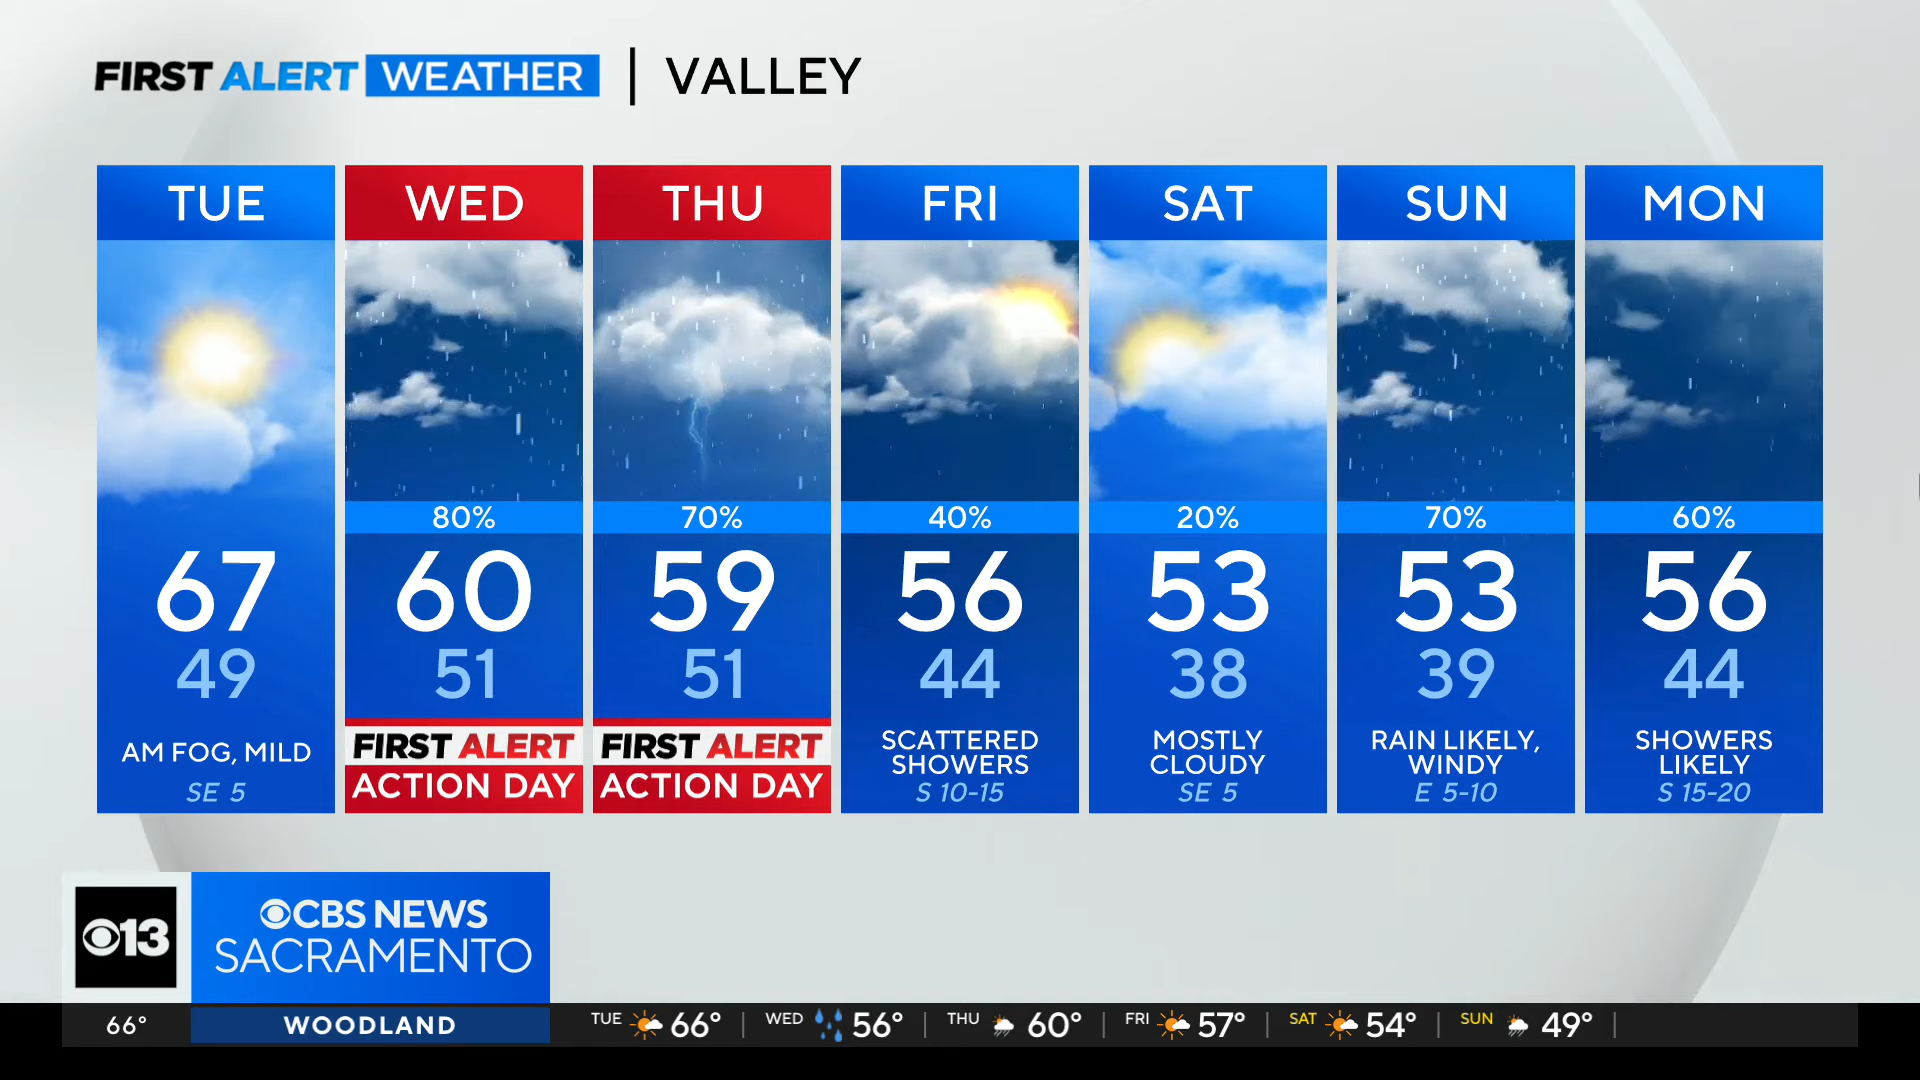 FIRST ALERT WEATHER | VALLEY
TUE
67
49
AM FOG, MILD
SE 5
WED
80%
60
51
FIRST ALERT
ACTION DAY
THU
70%
59
51
FIRST ALERT
ACTION DAY
FRI
40%
56
44
SCATTERED
SHOWERS
S 10-15
SAT
20%
53
38
MOSTLY
CLOUDY
SE 5
SUN
70%
53
39
RAIN LIKELY,
WINDY
E 5-10
MON
60%
56
44
SHOWERS
LIKELY
S 15-20
13
CBS NEWS
SACRAMENTO
66° WOODLAND TUE 66° | WED 56° | THU 60° | FRI 57° | SAT 54° | SUN 49° |